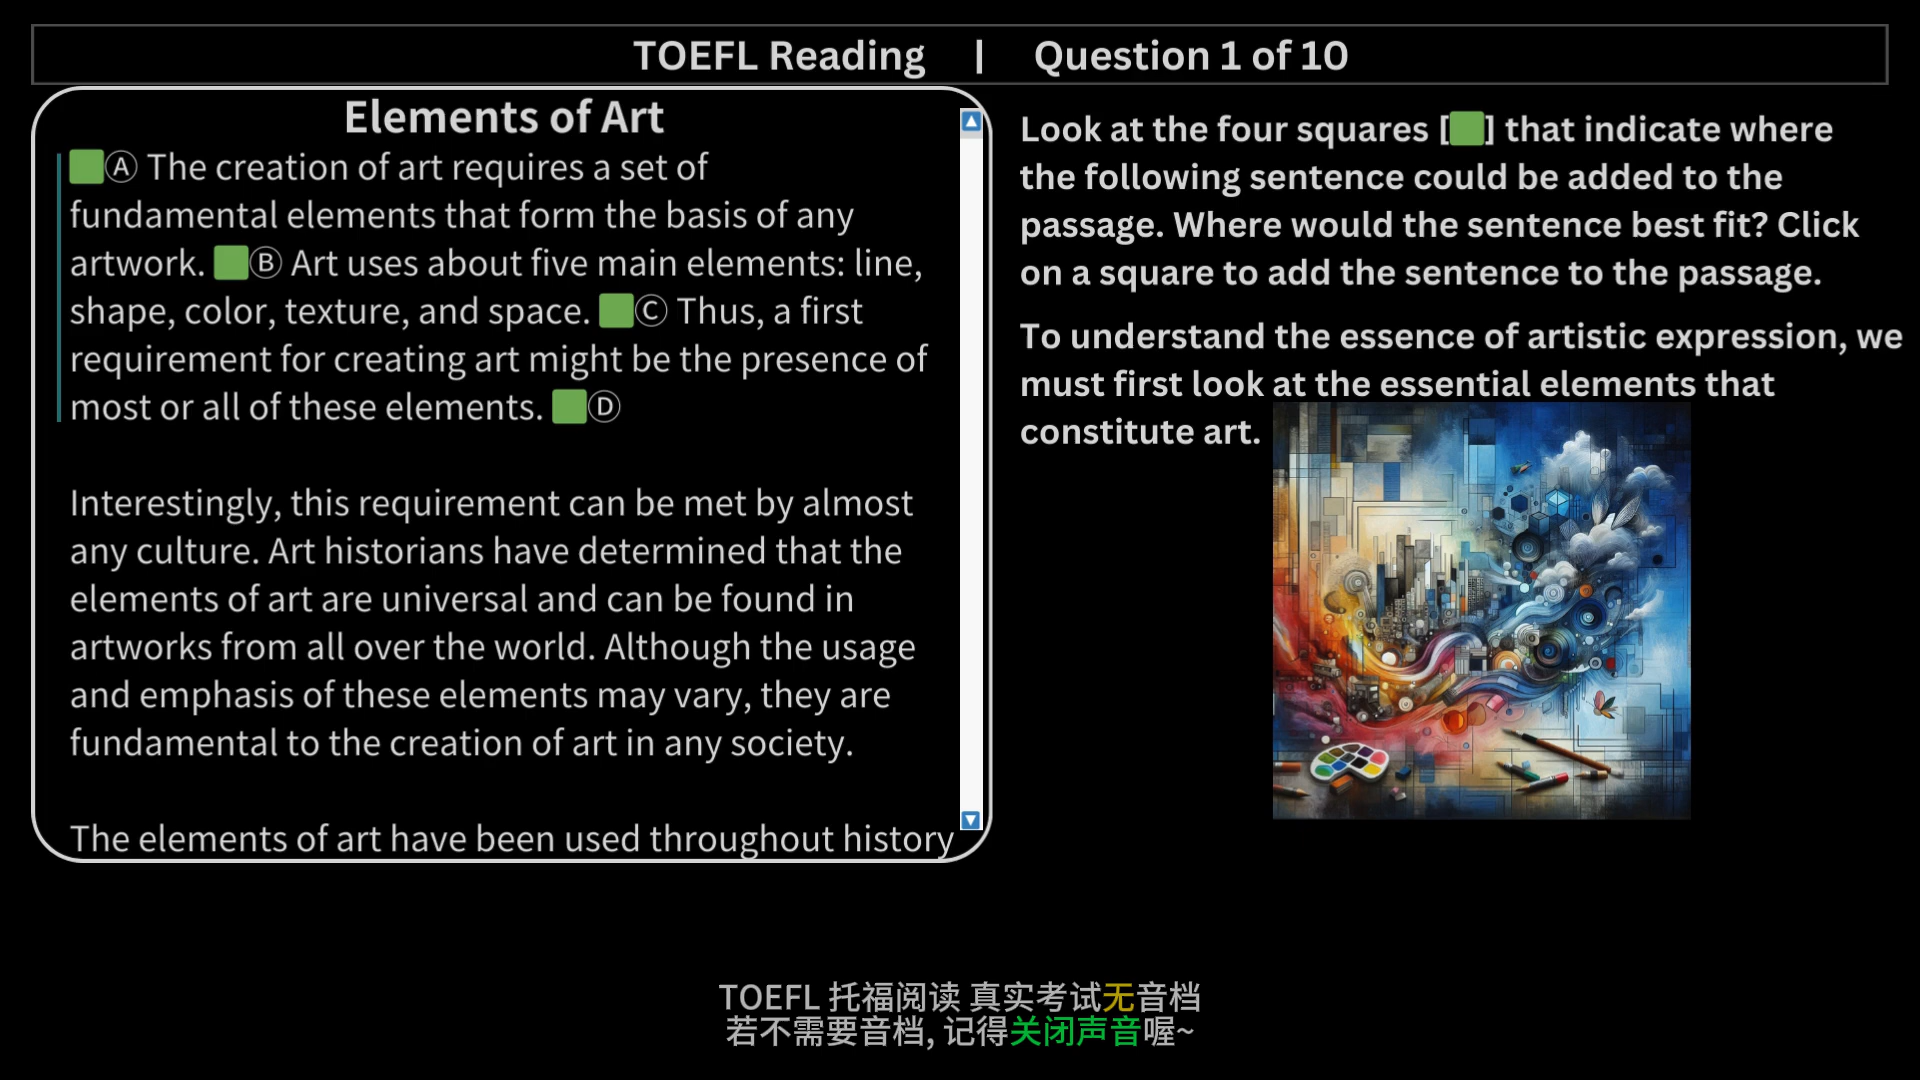 TOEFL Reading | Question 1 of 10
Elements of Art
Ⓐ The creation of art requires a set of
fundamental elements that form the basis of any
artwork. Ⓑ Art uses about five main elements: line,
shape, color, texture, and space. Ⓒ Thus, a first
requirement for creating art might be the presence of
most or all of these elements. Ⓓ
Interestingly, this requirement can be met by almost
any culture. Art historians have determined that the
elements of art are universal and can be found in
artworks from all over the world. Although the usage
and emphasis of these elements may vary, they are
fundamental to the creation of art in any society.
The elements of art have been used throughout history
Look at the four squares [🟩] that indicate where
the following sentence could be added to the
passage. Where would the sentence best fit? Click
on a square to add the sentence to the passage.
To understand the essence of artistic expression, we
must first look at the essential elements that
constitute art.
TOEFL 托福阅读 真实考试无音档
若不需要音档, 记得关闭声音喔~